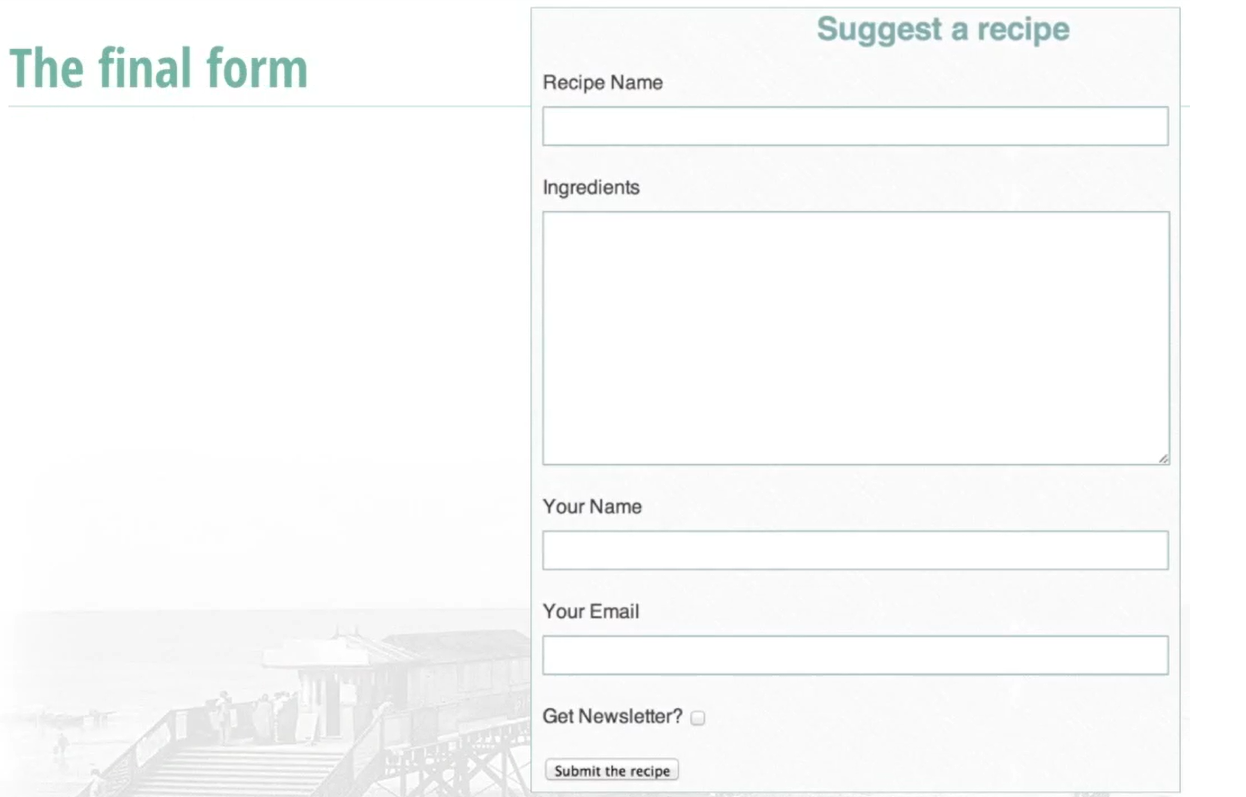 The final form
Suggest a recipe
Recipe Name
Ingredients
Your Name
Your Email
Get Newsletter?
Submit the recipe